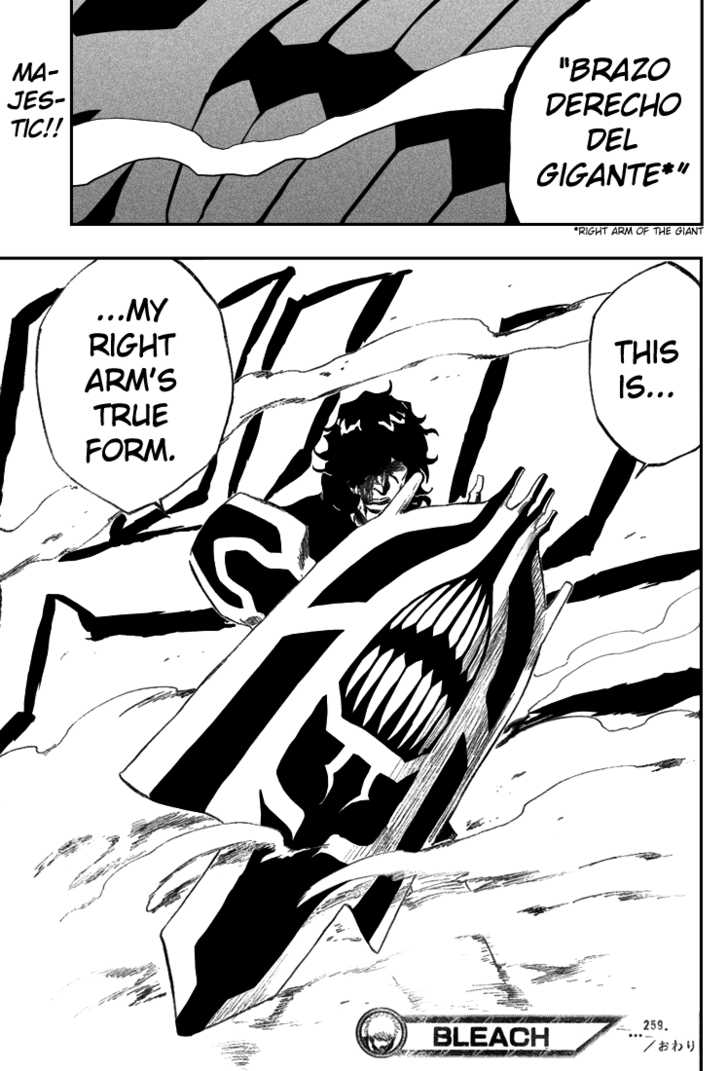 "BRAZO
DERECHO
DEL
GIGANTE*"
MA-
JES-
TIC!!
*RIGHT ARM OF THE GIANT
THIS
IS...
...MY
RIGHT
ARM'S
TRUE
FORM.
BLEACH
259.
...
/おわり